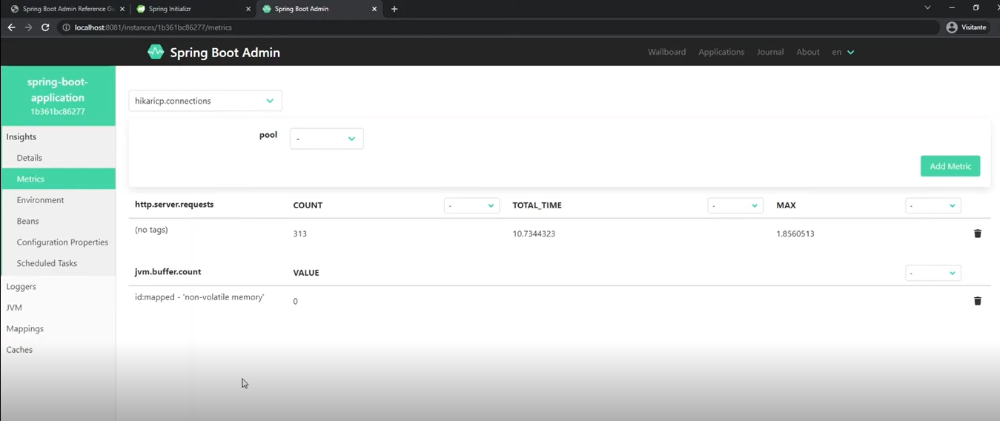 Spring Boot Admin Reference Gu
Spring Initializr
Spring Boot Admin
localhost:8081/instances/1b361bc86277/metrics
Visitante
Spring Boot Admin
Wallboard Applications Journal About en
spring-boot-
application
1b361bc86277
Insights
Details
Metrics
Environment
Beans
Configuration Properties
Scheduled Tasks
Loggers
JVM
Mappings
Caches
hikaricp.connections
pool -
Add Metric
http.server.requests COUNT - TOTAL_TIME - MAX -
(no tags) 313 10.7344323 1.8560513
jvm.buffer.count VALUE -
id:mapped - 'non-volatile memory' 0